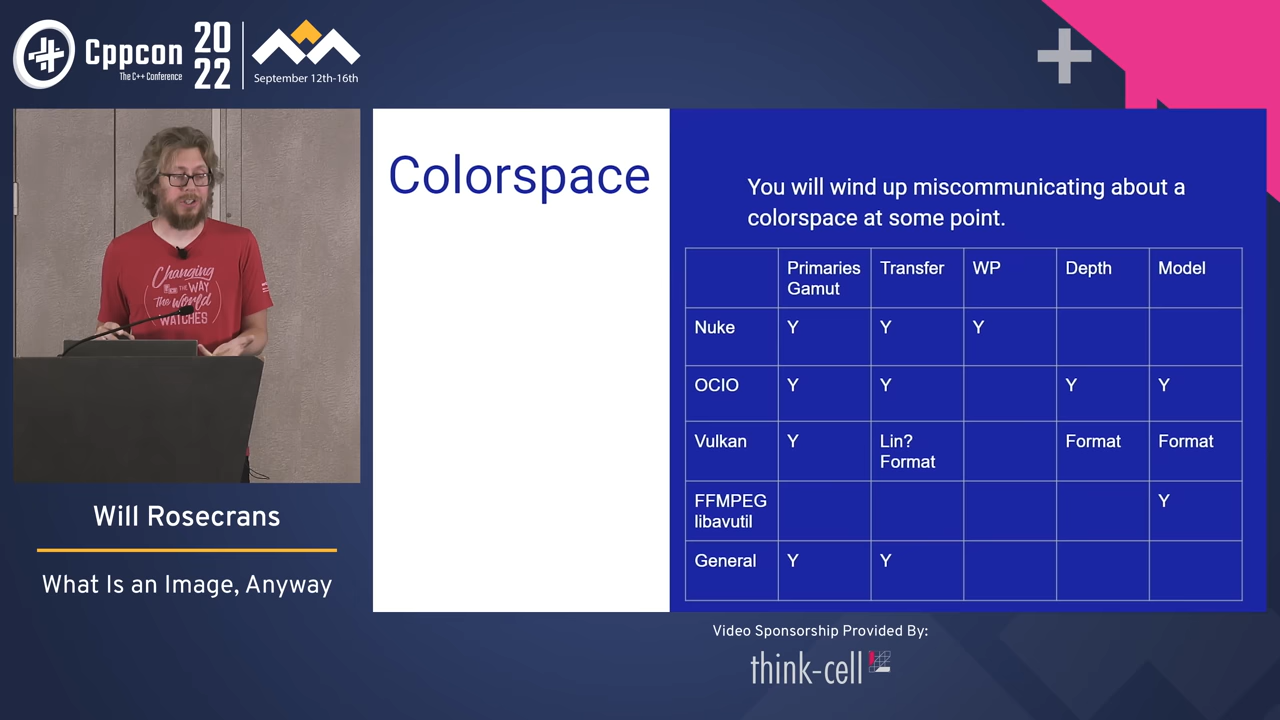 Cppcon
The C++ Conference
20
22
September 12th-16th
Changing
THE WAY
The World
WATCHES
Will Rosecrans
What Is an Image, Anyway
Colorspace
You will wind up miscommunicating about a
colorspace at some point.
Primaries Gamut Transfer WP Depth Model
Nuke Y Y Y
OCIO Y Y Y Y
Vulkan Y Lin? Format Format Format
FFMPEG libavutil Y
General Y Y
Video Sponsorship Provided By:
think-cell